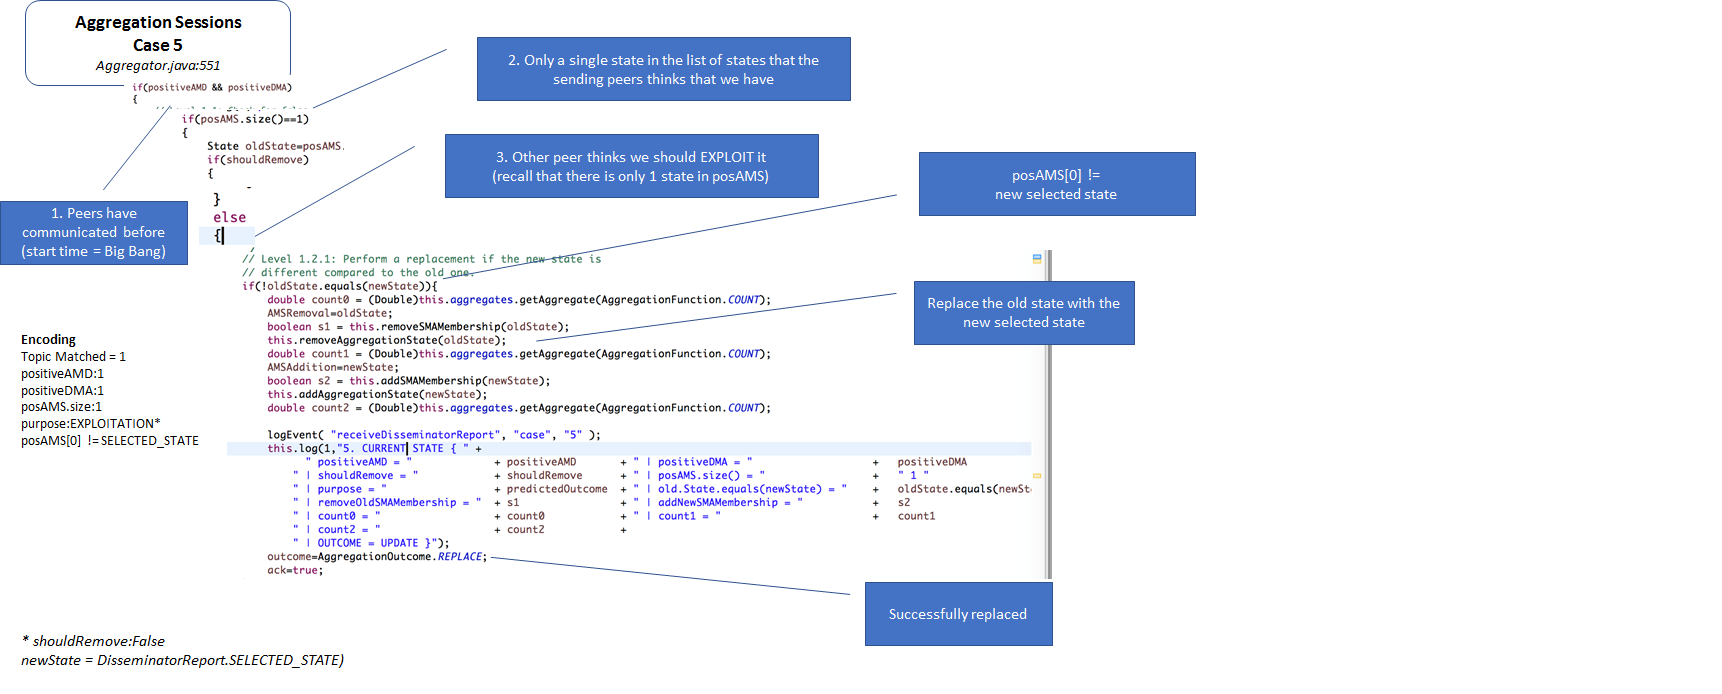 Aggregation Sessions
Case 5
Aggregator.java:551
if(positiveAMD && positiveDMA)
{
if(posAMS.size()==1)
{
State oldState=posAMS.
if(shouldRemove)
{
}
else
{
2. Only a single state in the list of states that the
sending peers thinks that we have
3. Other peer thinks we should EXPLOIT it
(recall that there is only 1 state in posAMS)
posAMS[0] !=
new selected state
1. Peers have
communicated before
(start time = Big Bang)
// Level 1.2.1: Perform a replacement if the new state is
// different compared to the old one.
if(!oldState.equals(newState)){
double count0 = (Double)this.aggregates.getAggregate(AggregationFunction.COUNT);
AMSRemoval=oldState;
boolean s1 = this.removeSMAMembership(oldState);
this.removeAggregationState(oldState);
double count1 = (Double)this.aggregates.getAggregate(AggregationFunction.COUNT);
AMSAddition=newState;
boolean s2 = this.addSMAMembership(newState);
this.addAggregationState(newState);
double count2 = (Double)this.aggregates.getAggregate(AggregationFunction.COUNT);
logEvent( "receiveDisseminatorReport", "case", "5" );
this.log(1,"5. CURRENT STATE { " +
" positiveAMD = " + positiveAMD + " | positiveDMA = " + positiveDMA
" | shouldRemove = " + shouldRemove + " | posAMS.size() = " + " 1 "
" | purpose = " + predictedOutcome + " | old.State.equals(newState) = " + oldState.equals(newSt
" | removeOldSMAMembership = " + s1 + " | addNewSMAMembership = " + s2
" | count0 = " + count0 + " | count1 = " + count1
" | count2 = " + count2 +
" | OUTCOME = UPDATE }");
outcome=AggregationOutcome.REPLACE;
ack=true;
Replace the old state with the
new selected state
Encoding
Topic Matched = 1
positiveAMD:1
positiveDMA:1
posAMS.size:1
purpose:EXPLOITATION*
posAMS[0] != SELECTED_STATE
Successfully replaced
* shouldRemove:False
newState = DisseminatorReport.SELECTED_STATE)